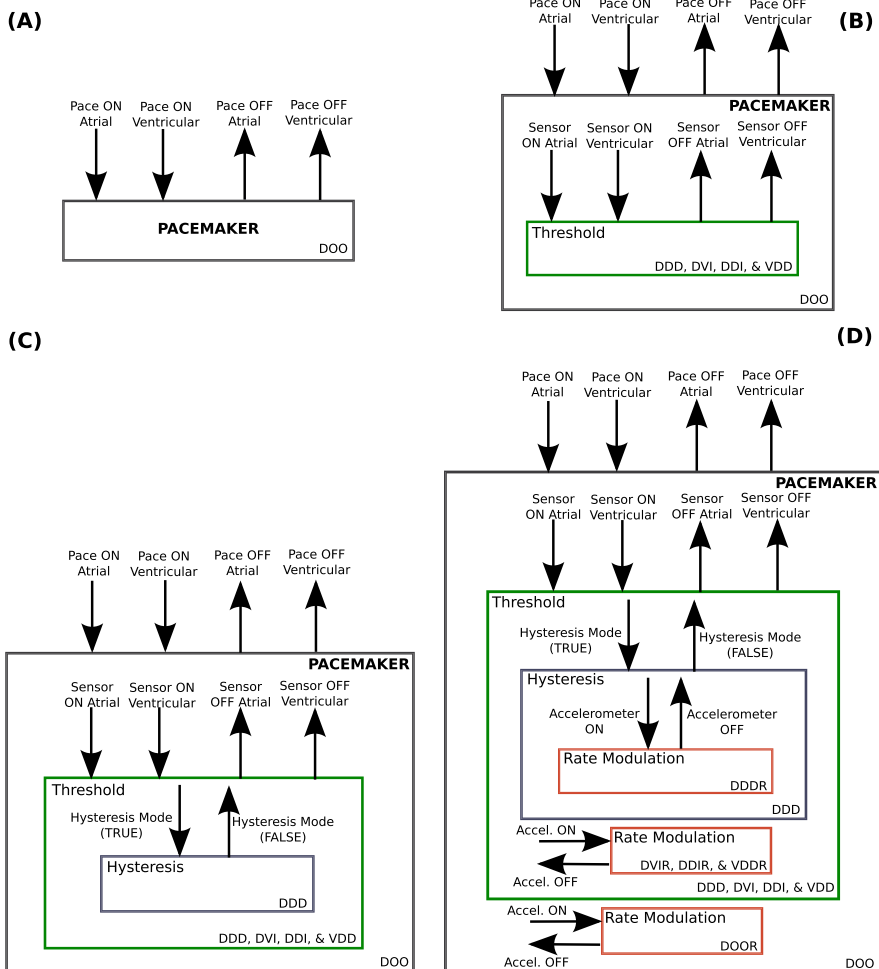 (A)
Pace ON
Atrial
Pace ON
Ventricular
Pace OFF
Atrial
Pace OFF
Ventricular
PACEMAKER
DOO
(B)
Pace ON
Atrial
Pace ON
Ventricular
Pace OFF
Atrial
Pace OFF
Ventricular
PACEMAKER
Sensor
ON Atrial
Sensor ON
Ventricular
Sensor
OFF Atrial
Sensor OFF
Ventricular
Threshold
DDD, DVI, DDI, & VDD
DOO
(C)
Pace ON
Atrial
Pace ON
Ventricular
Pace OFF
Atrial
Pace OFF
Ventricular
PACEMAKER
Sensor
ON Atrial
Sensor ON
Ventricular
Sensor
OFF Atrial
Sensor OFF
Ventricular
Threshold
Hysteresis Mode
(TRUE)
Hysteresis Mode
(FALSE)
Hysteresis
DDD
DDD, DVI, DDI, & VDD
DOO
(D)
Pace ON
Atrial
Pace ON
Ventricular
Pace OFF
Atrial
Pace OFF
Ventricular
PACEMAKER
Sensor
ON Atrial
Sensor ON
Ventricular
Sensor
OFF Atrial
Sensor OFF
Ventricular
Threshold
Hysteresis Mode
(TRUE)
Hysteresis Mode
(FALSE)
Hysteresis
Accelerometer
ON
Accelerometer
OFF
Rate Modulation
DDDR
DDD
Accel. ON
Accel. OFF
Rate Modulation
DVIR, DDIR, & VDDR
DDD, DVI, DDI, & VDD
Accel. ON
Accel. OFF
Rate Modulation
DOOR
DOO